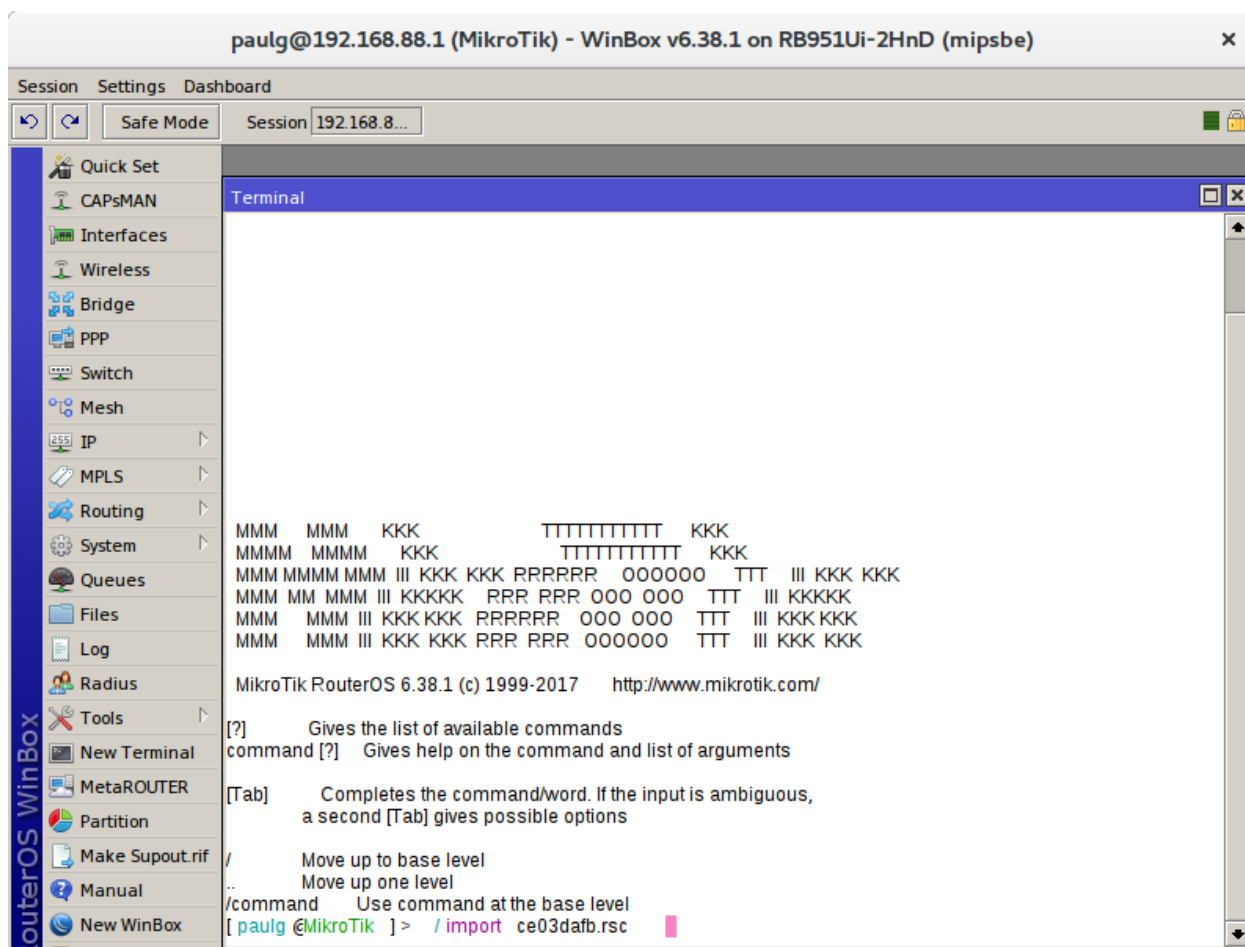 paulg@192.168.88.1 (MikroTik) - WinBox v6.38.1 on RB951Ui-2HnD (mipsbe)
Session Settings Dashboard
Safe Mode Session 192.168.8...
Quick Set
CAPsMAN
Interfaces
Wireless
Bridge
PPP
Switch
Mesh
IP
MPLS
Routing
System
Queues
Files
Log
Radius
Tools
New Terminal
MetaROUTER
Partition
Make Supout.rif
Manual
New WinBox
RouterOS WinBox
Terminal
MMM MMM KKK TTTTTTTTTTT KKK
MMMM MMMM KKK TTTTTTTTTTT KKK
MMM MMMM MMM III KKK KKK RRRRRR OOOOOO TTT III KKK KKK
MMM MM MMM III KKKKK RRR RRR OOO OOO TTT III KKKKK
MMM MMM III KKK KKK RRRRRR OOO OOO TTT III KKK KKK
MMM MMM III KKK KKK RRR RRR OOOOOO TTT III KKK KKK
MikroTik RouterOS 6.38.1 (c) 1999-2017 http://www.mikrotik.com/
[?] Gives the list of available commands
command [?] Gives help on the command and list of arguments
[Tab] Completes the command/word. If the input is ambiguous,
a second [Tab] gives possible options
/ Move up to base level
.. Move up one level
/command Use command at the base level
[ paulg @MikroTik ] > / import ce03dafb.rsc